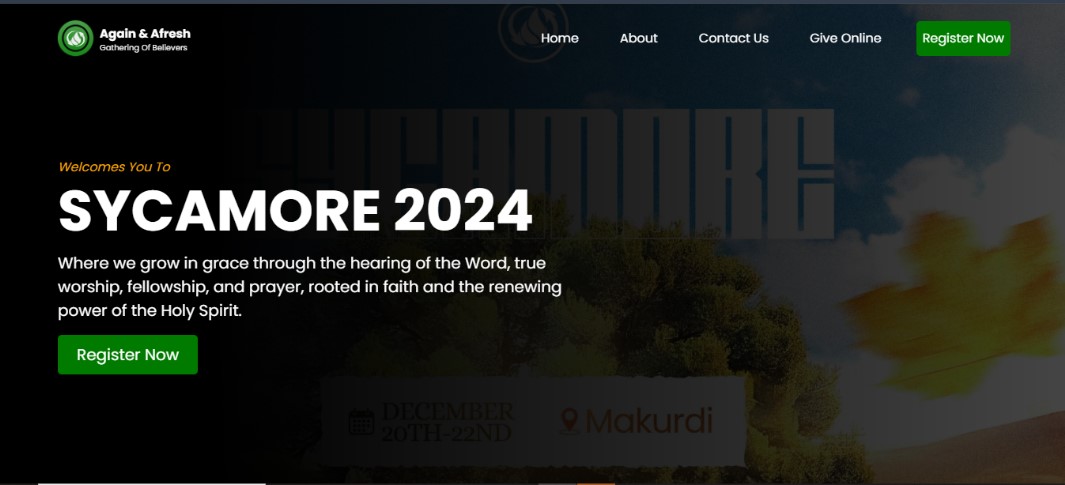 Again & Afresh
Gathering Of Believers
Home
About
Contact Us
Give Online
Register Now
SYCAMORE
Welcomes You To
SYCAMORE 2024
Where we grow in grace through the hearing of the Word, true
worship, fellowship, and prayer, rooted in faith and the renewing
power of the Holy Spirit.
Register Now
DECEMBER
20TH-22ND
Makurdi